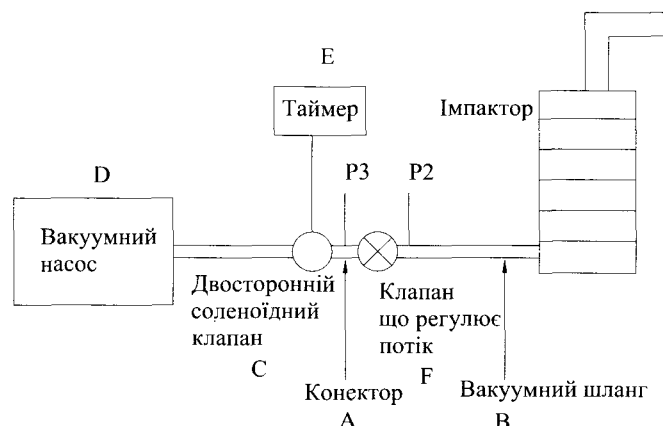 E
Таймер
Імпактор
P3
P2
D
Вакуумний
насос
Двосторонній
соленоїдний
клапан
C
Клапан
що регулює
потік
F
Конектор
A
Вакуумний шланг
B